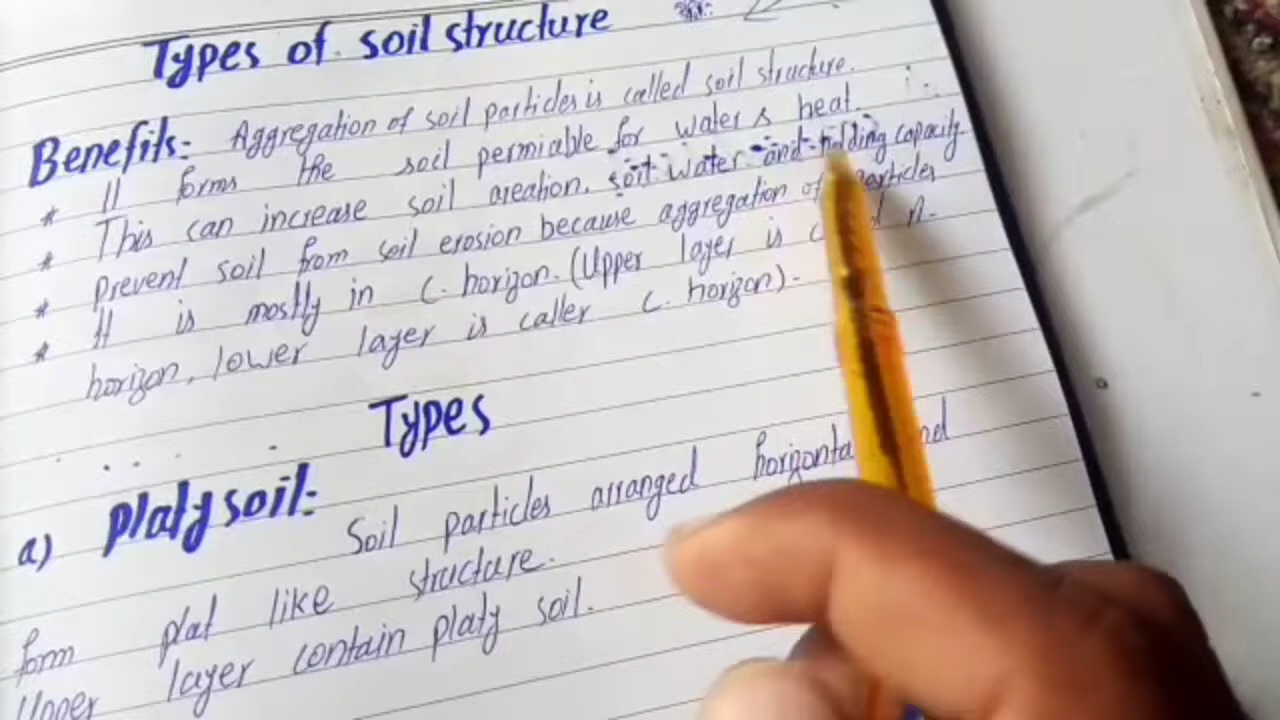 Types of soil structure
Benefits: Aggregation of soil particles is called soil structure.
* It forms the soil permiable for water & heat.
* This can increase soil areation. soil water and holding capacity
* prevent soil from soil erosion because aggregation of particles
* It is mostly in C. horizon. (Upper layer is
horizon, lower layer is caller C. horizon).
Types
a) Platy soil: Soil particles arranged
form plat like structure.
Upper layer contain platy soil.